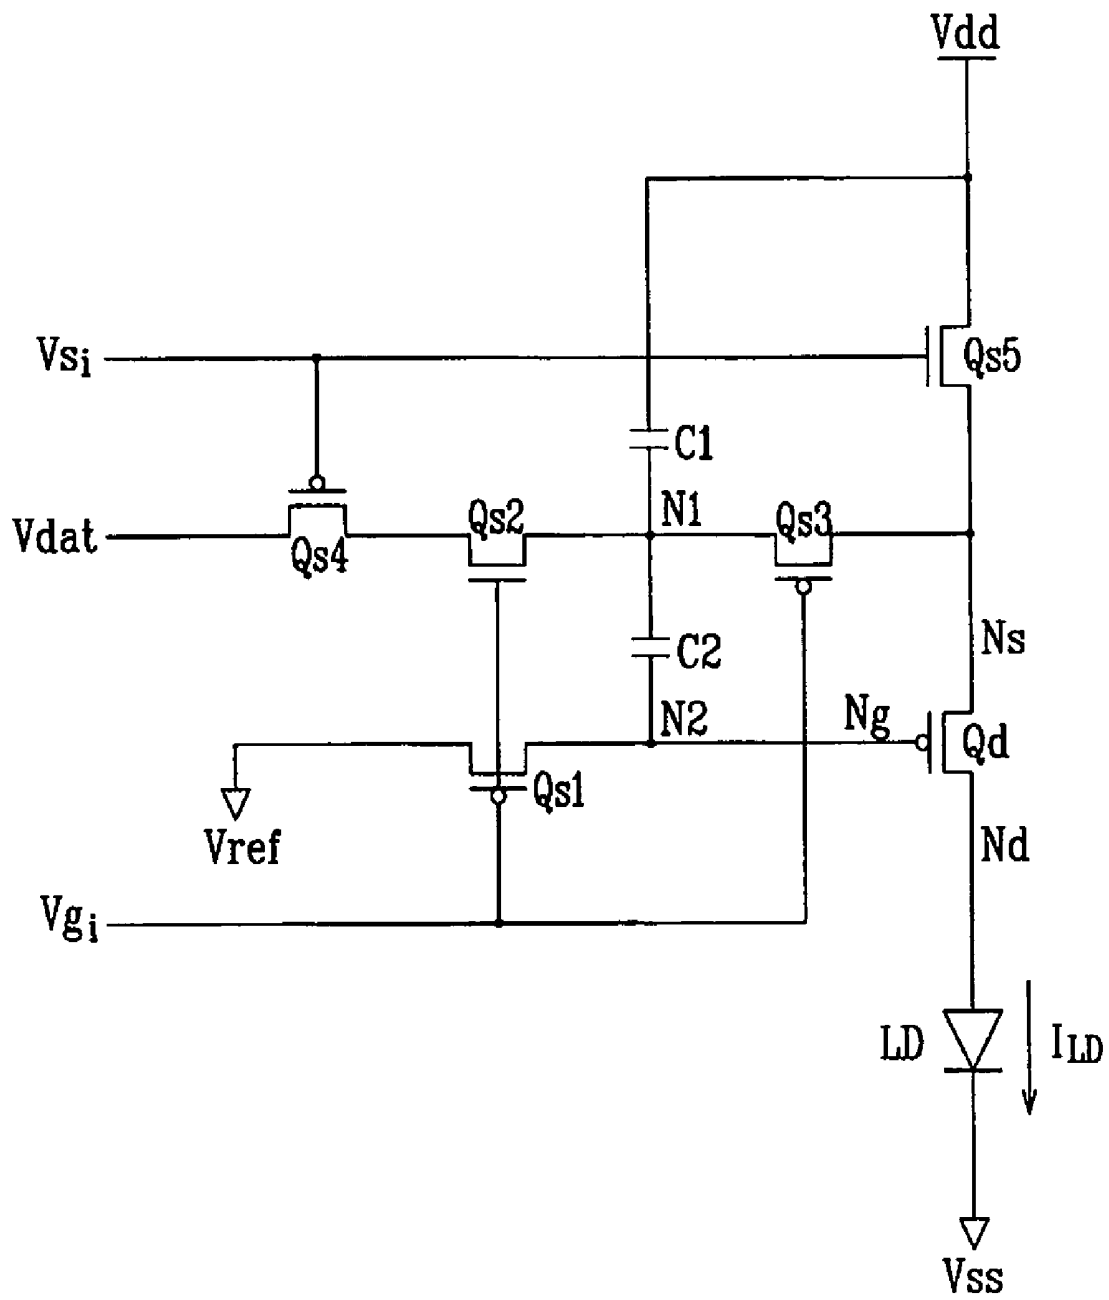 Vdd
Vsi
Qs5
C1
Vdat
Qs4
Qs2
N1
Qs3
C2
Ns
N2
Ng
Qd
Qs1
Vref
Nd
Vgi
LD
ILD
Vss